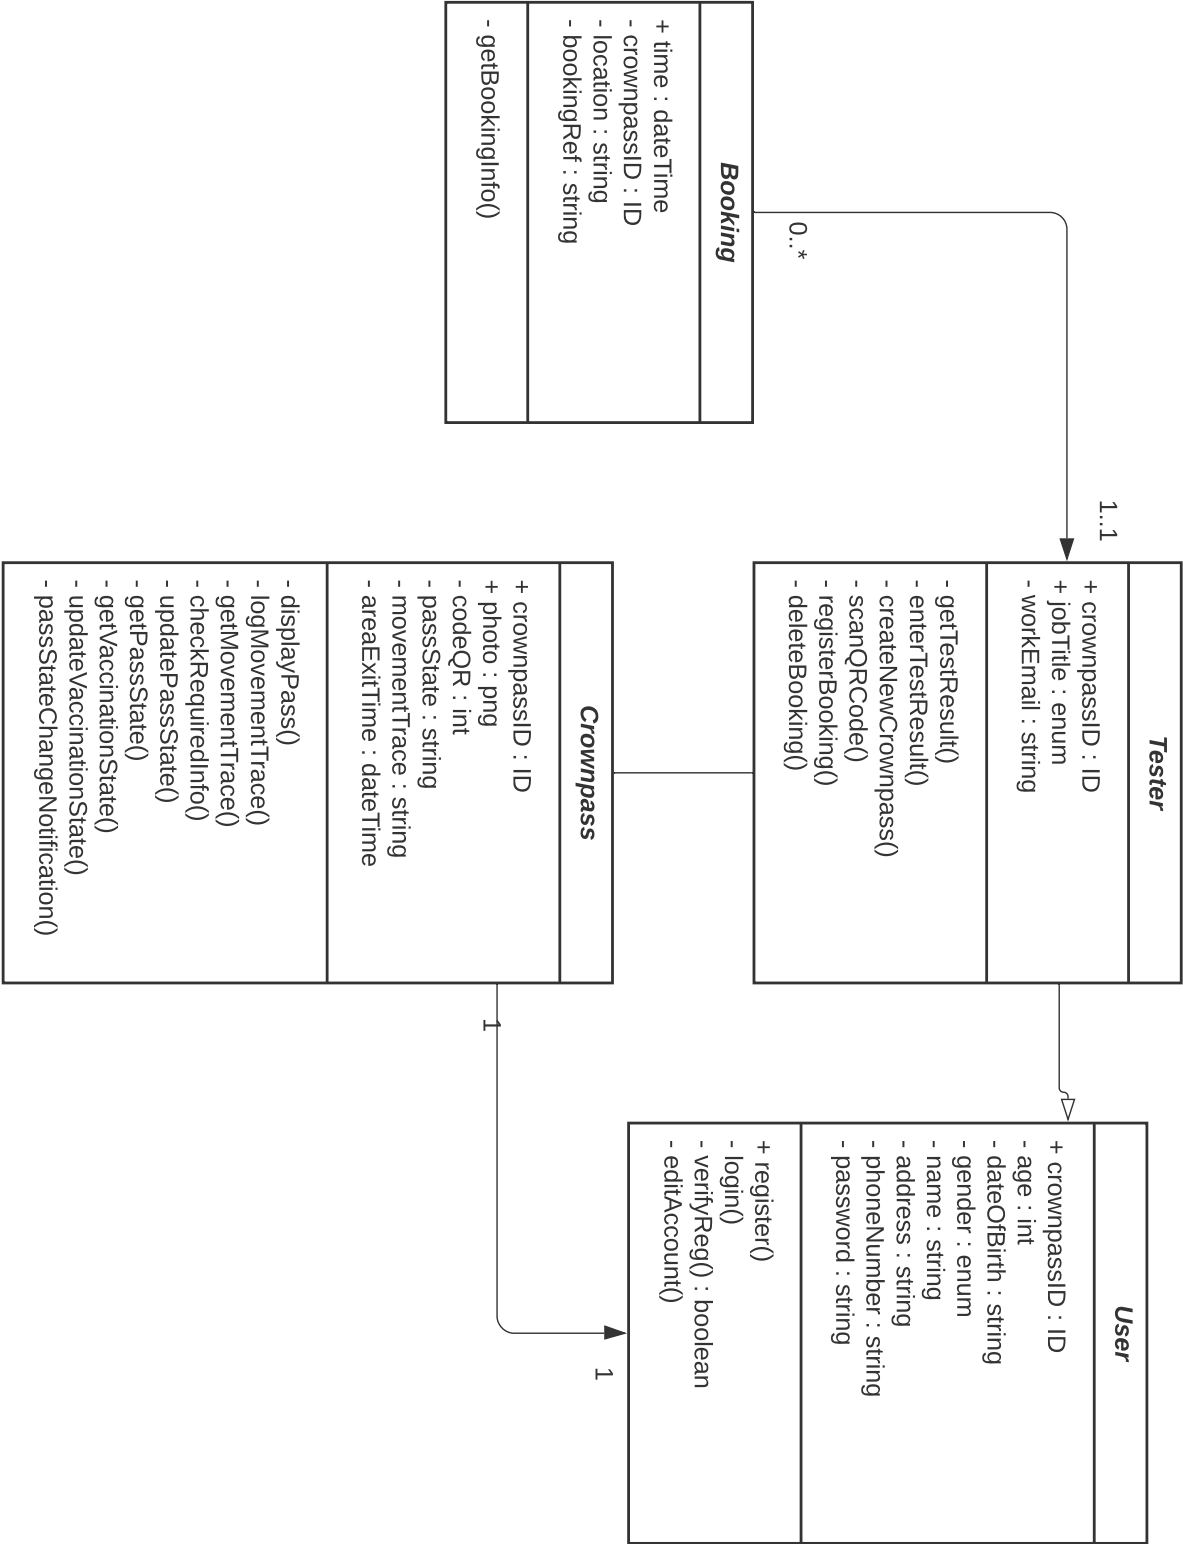 Booking
+ time : dateTime
- crownpassID : ID
- location : string
- bookingRef : string
- getBookingInfo()
0..*
1..1
Tester
+ crownpassID : ID
+ jobTitle : enum
- workEmail : string
- getTestResult()
- enterTestResult()
- createNewCrownpass()
- scanQRCode()
- registerBooking()
- deleteBooking()
Crownpass
+ crownpassID : ID
+ photo : png
- codeQR : int
- passState : string
- movementTrace : string
- areaExitTime : dateTime
- displayPass()
- logMovementTrace()
- getMovementTrace()
- checkRequiredInfo()
- updatePassState()
- getPassState()
- getVaccinationState()
- updateVaccinationState()
- passStateChangeNotification()
1
1
User
+ crownpassID : ID
- age : int
- dateOfBirth : string
- gender : enum
- name : string
- address : string
- phoneNumber : string
- password : string
+ register()
- login()
- verifyReg() : boolean
- editAccount()